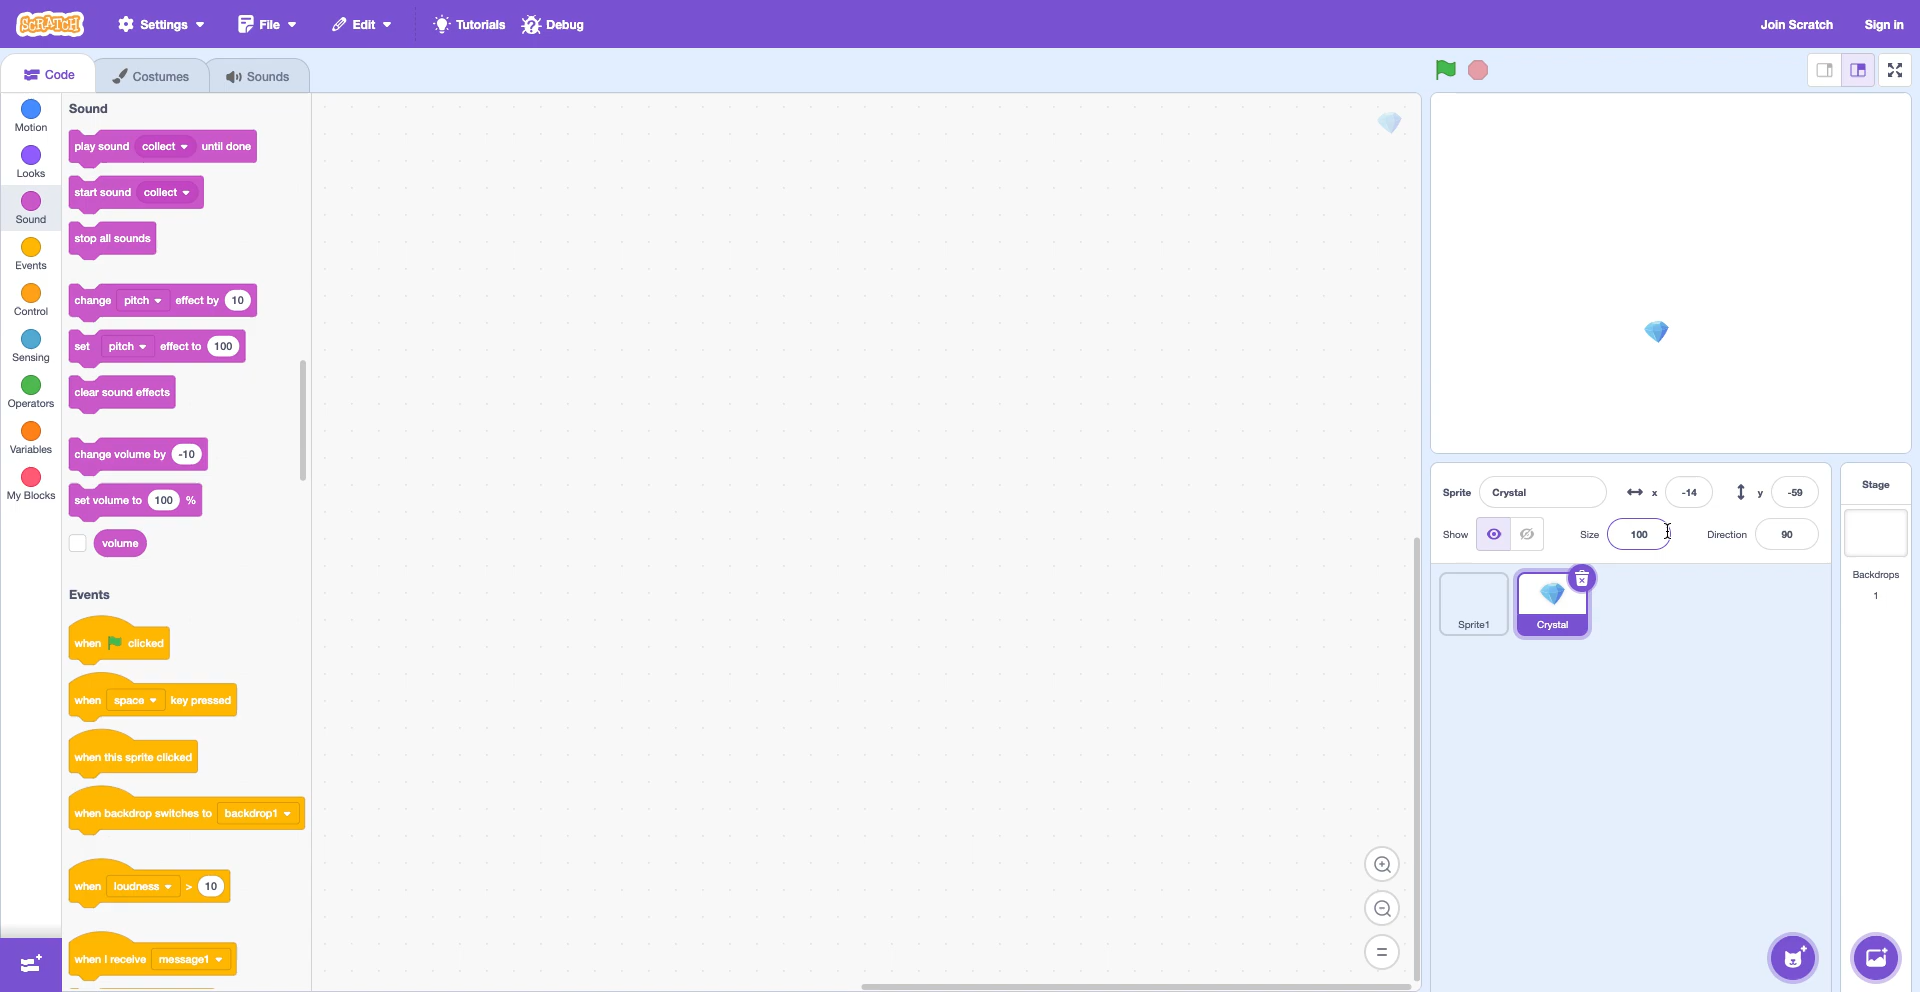 SCRATCH Settings File Edit Tutorials Debug Join Scratch Sign in
Code Costumes Sounds
Motion
Looks
Sound
Events
Control
Sensing
Operators
Variables
My Blocks
Sound
play sound collect until done
start sound collect
stop all sounds
change pitch effect by 10
set pitch effect to 100
clear sound effects
change volume by -10
set volume to 100 %
volume
Events
when clicked
when space key pressed
when this sprite clicked
when backdrop switches to backdrop1
when loudness > 10
when I receive message1
Sprite Crystal x -14 y -59
Show Size 100 Direction 90
Sprite1
Crystal
Stage
Backdrops
1